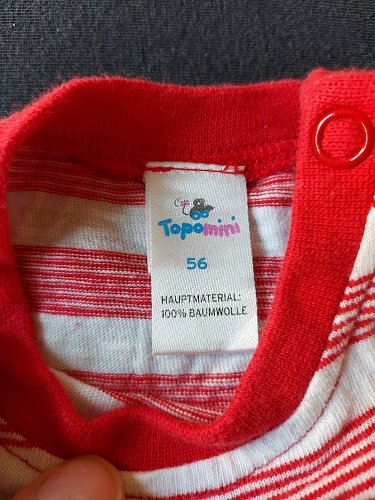 Topomini
56
HAUPTMATERIAL:
100% BAUMWOLLE